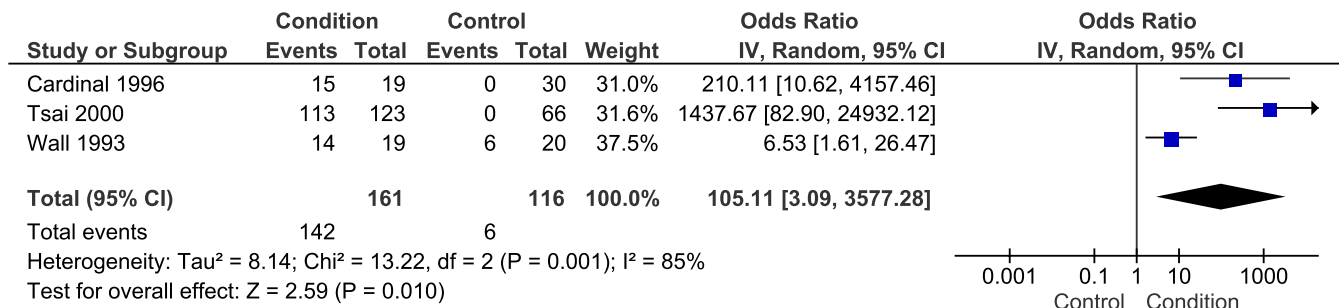 Condition Control Odds Ratio Odds Ratio
Study or Subgroup Events Total Events Total Weight IV, Random, 95% CI IV, Random, 95% CI
Cardinal 1996 15 19 0 30 31.0% 210.11 [10.62, 4157.46]
Tsai 2000 113 123 0 66 31.6% 1437.67 [82.90, 24932.12]
Wall 1993 14 19 6 20 37.5% 6.53 [1.61, 26.47]
Total (95% CI) 161 116 100.0% 105.11 [3.09, 3577.28]
Total events 142 6
Heterogeneity: Tau² = 8.14; Chi² = 13.22, df = 2 (P = 0.001); I² = 85%
Test for overall effect: Z = 2.59 (P = 0.010)
0.001 0.1 1 10 1000
Control Condition